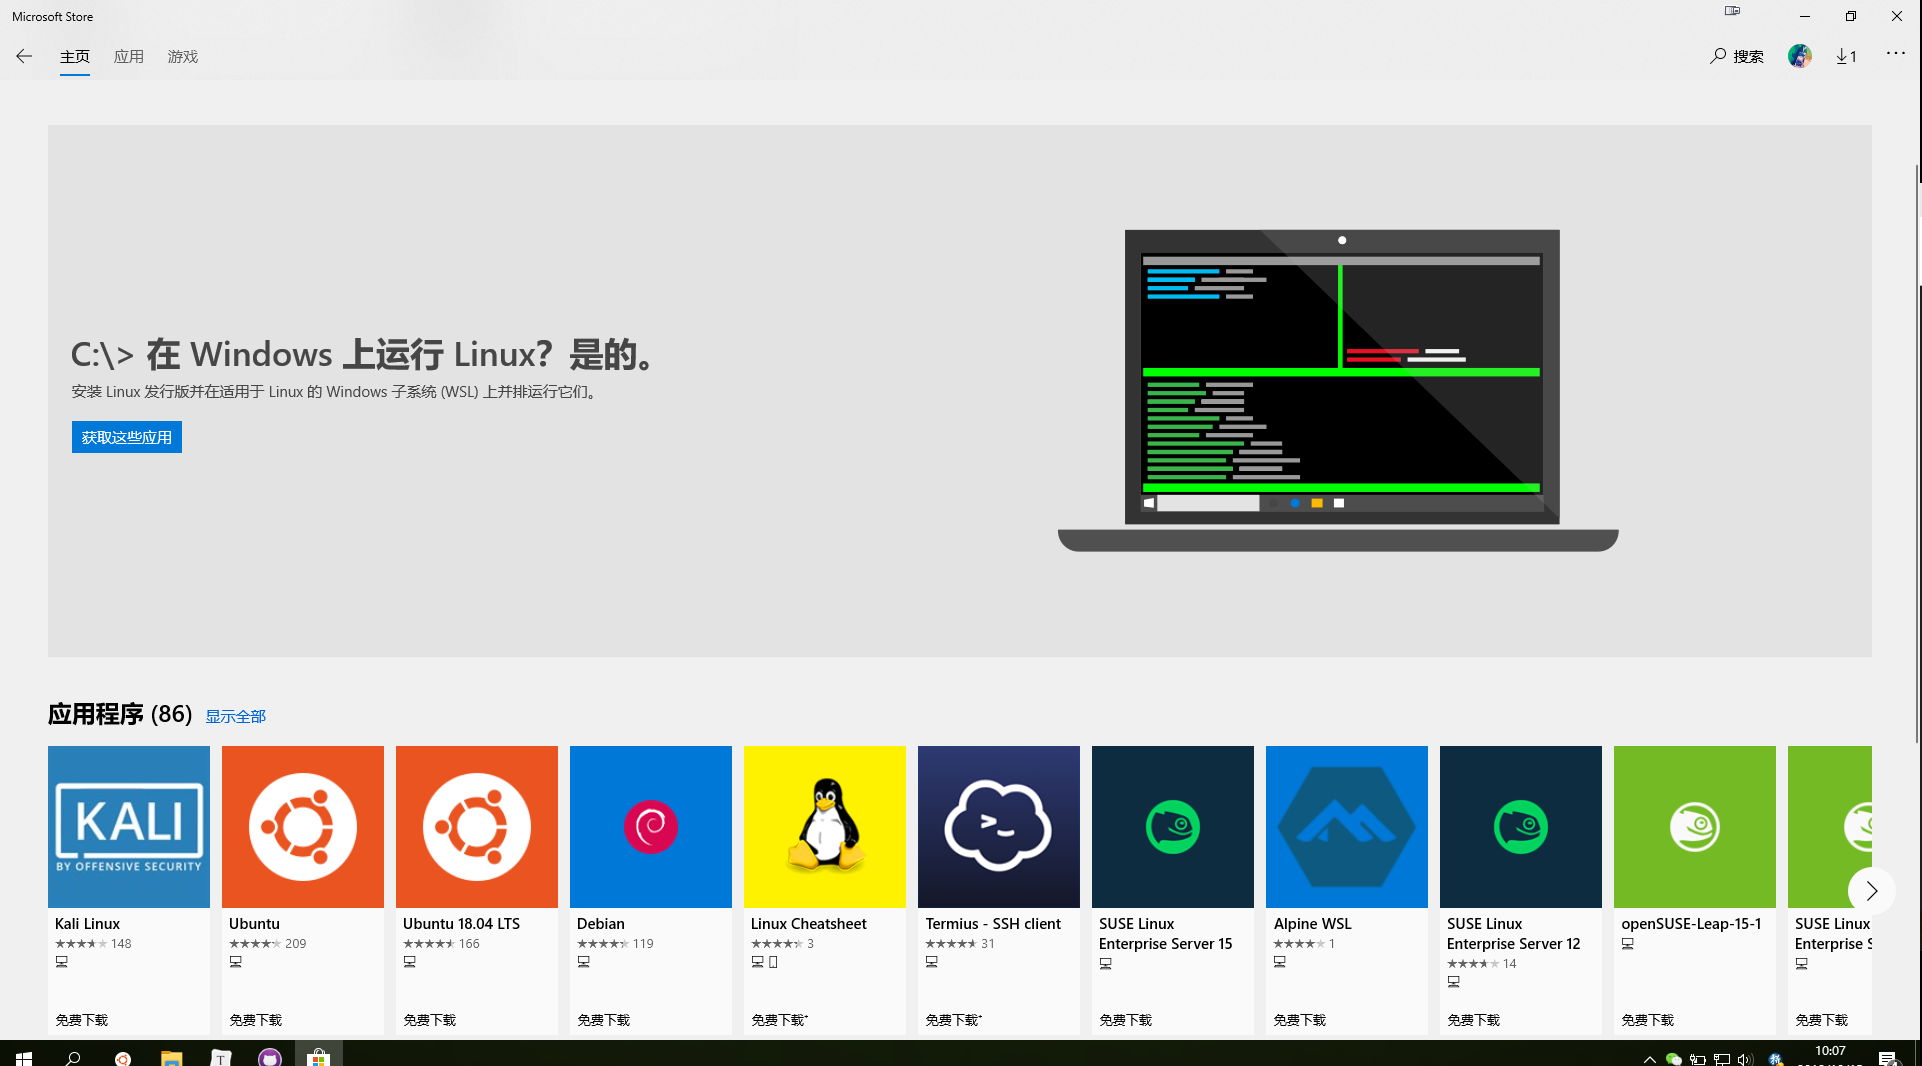 Microsoft Store
主页 应用 游戏
搜索
1
C:\> 在 Windows 上运行 Linux？是的。
安装 Linux 发行版并在适用于 Linux 的 Windows 子系统 (WSL) 上并排运行它们。
获取这些应用
应用程序 (86) 显示全部
KALI
BY OFFENSIVE SECURITY
Kali Linux
148
免费下载
Ubuntu
209
免费下载
Ubuntu 18.04 LTS
166
免费下载
Debian
119
免费下载
Linux Cheatsheet
3
免费下载+
Termius - SSH client
31
免费下载+
SUSE Linux
Enterprise Server 15
免费下载
Alpine WSL
1
免费下载
SUSE Linux
Enterprise Server 12
14
免费下载
openSUSE-Leap-15-1
免费下载
SUSE Linux
Enterprise S
免费下载
T
拼
10:07